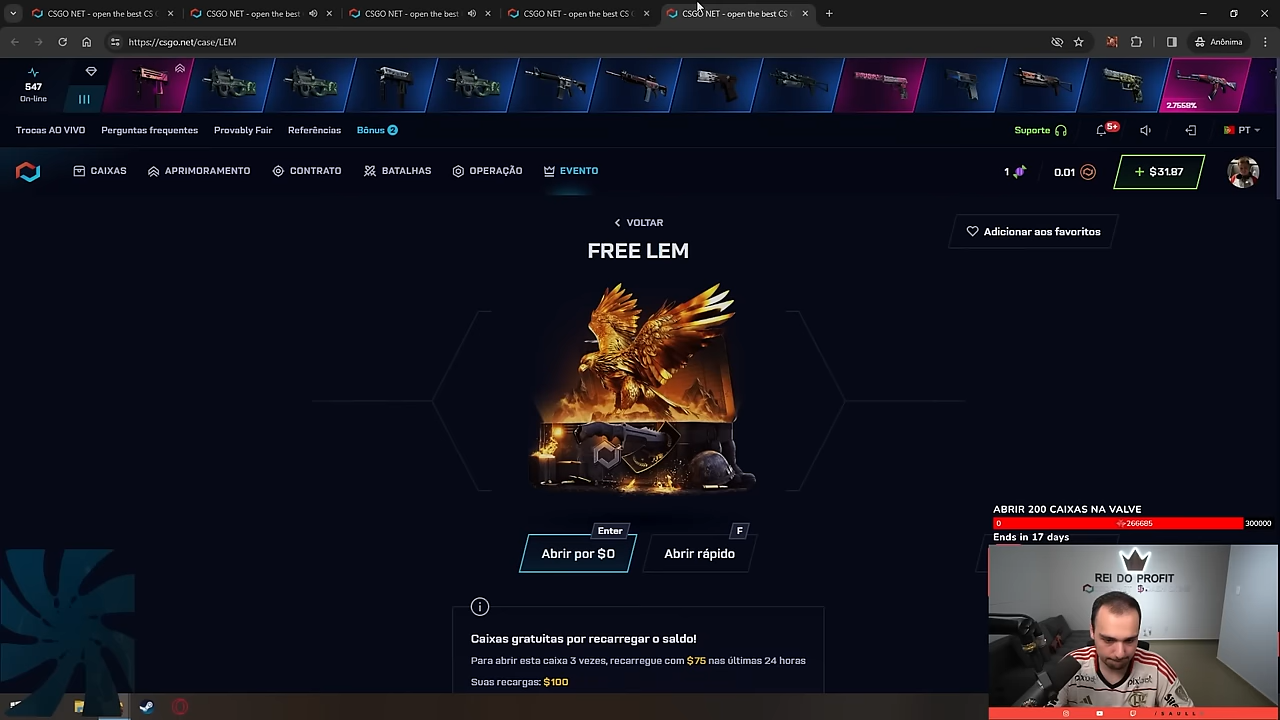 CSGO NET - open the best CS
CSGO NET - open the best
CSGO NET - open the best
CSGO NET - open the best CS
CSGO NET - open the best CS
https://csgo.net/case/LEM
Anônima
547
On-line
2.7558%
Trocas AO VIVO
Perguntas frequentes
Provably Fair
Referências
Bônus 2
Suporte
5+
PT
CAIXAS
APRIMORAMENTO
CONTRATO
BATALHAS
OPERAÇÃO
EVENTO
1
0.01
+ $31.87
VOLTAR
FREE LEM
Adicionar aos favoritos
Enter
F
Abrir por $0
Abrir rápido
Caixas gratuitas por recarregar o saldo!
Para abrir esta caixa 3 vezes, recarregue com $75 nas últimas 24 horas
Suas recargas: $100
ABRIR 200 CAIXAS NA VALVE
0
266685
300000
Ends in 17 days
REI DO PROFIT